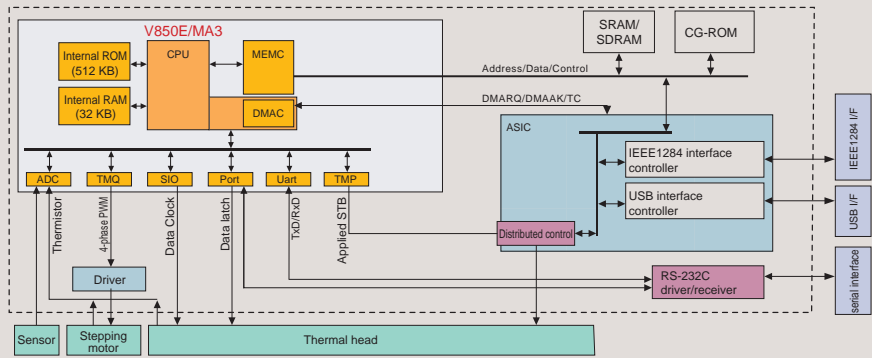 V850E/MA3
Internal ROM
(512 KB)
CPU
MEMC
Internal RAM
(32 KB)
DMAC
SRAM/
SDRAM
CG-ROM
Address/Data/Control
DMARQ/DMAAK/TC
ASIC
IEEE1284 interface
controller
USB interface
controller
Distributed control
IEEE1284 I/F
USB I/F
serial interface
ADC
TMQ
SIO
Port
Uart
TMP
Thermistor
4-phase PWM
Data Clock
Data latch
TxD/RxD
Applied STB
Driver
RS-232C
driver/receiver
Sensor
Stepping
motor
Thermal head